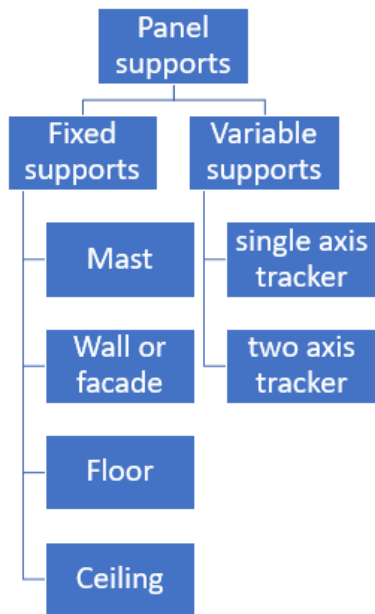 Panel
supports
Fixed
supports
Variable
supports
Mast
single axis
tracker
Wall or
facade
two axis
tracker
Floor
Ceiling